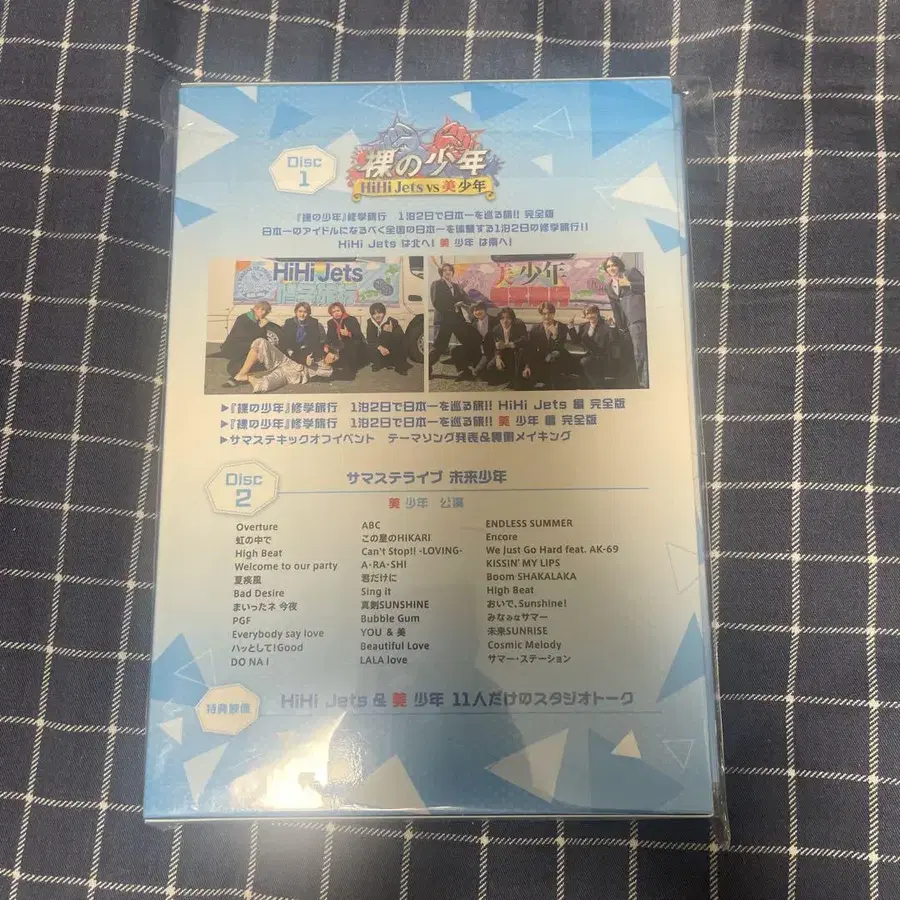 Disc 1
裸の少年
HiHi Jets vs 美 少年
『裸の少年』修学旅行 1泊2日で日本一を巡る旅!! 完全版
日本一のアイドルになるべく全国の日本一を体験する1泊2日の修学旅行!!
HiHi Jets は北へ! 美 少年 は南へ!
HiHi Jets
修学旅行
美 少年
修学旅行
▶『裸の少年』修学旅行 1泊2日で日本一を巡る旅!! HiHi Jets 編 完全版
▶『裸の少年』修学旅行 1泊2日で日本一を巡る旅!! 美 少年 編 完全版
▶サマステキックオフイベント テーマソング発表&裏側メイキング
Disc 2
サマステライブ 未来少年
美 少年 公演
Overture
虹の中で
High Beat
Welcome to our party
夏疾風
Bad Desire
まいったネ 今夜
PGF
Everybody say love
ハッとして!Good
DO NA I
ABC
この星のHIKARI
Can't Stop!! -LOVING-
A・RA・SHI
君だけに
Sing it
真剣SUNSHINE
Bubble Gum
YOU & 美
Beautiful Love
LALA love
ENDLESS SUMMER
Encore
We Just Go Hard feat. AK-69
KISSIN' MY LIPS
Boom SHAKALAKA
High Beat
おいで、Sunshine!
みなみなサマー
未来SUNRISE
Cosmic Melody
サマー・ステーション
特典映像
HiHi Jets & 美 少年 11人だけのスタジオトーク